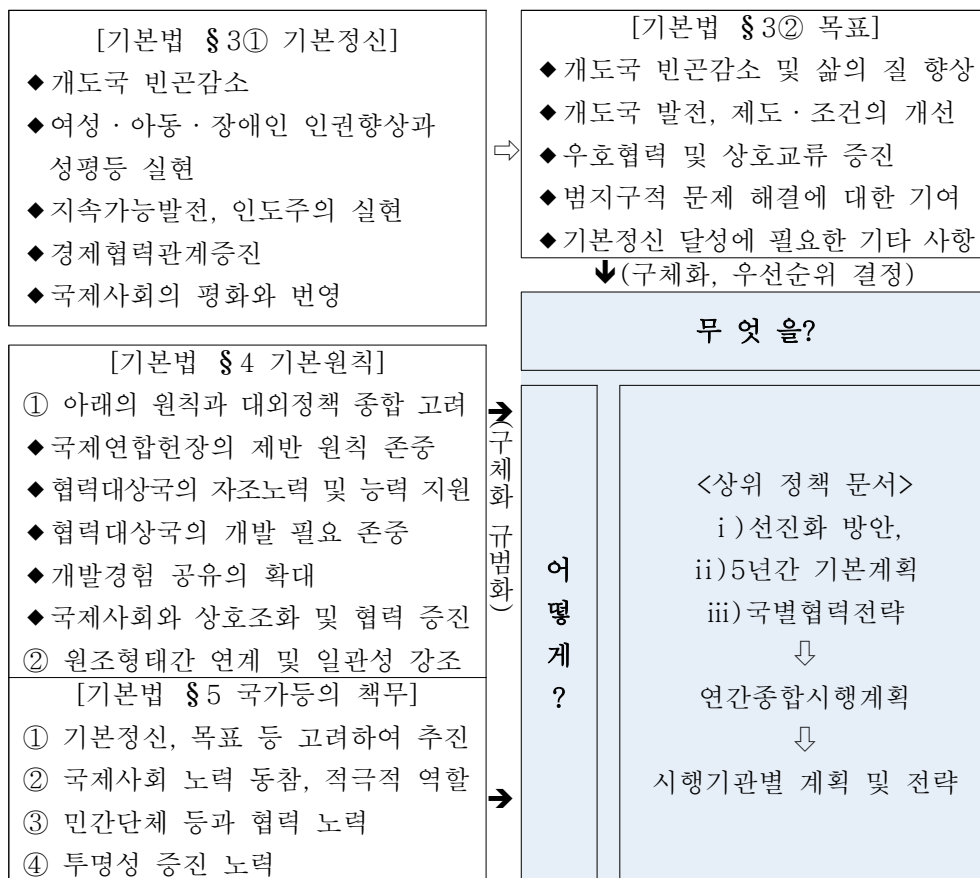 [기본법 §3① 기본정신]
◆개도국 빈곤감소
◆여성·아동·장애인 인권향상과
성평등 실현
◆지속가능발전, 인도주의 실현
◆경제협력관계증진
◆국제사회의 평화와 번영
⇨
[기본법 §3② 목표]
◆개도국 빈곤감소 및 삶의 질 향상
◆개도국 발전, 제도·조건의 개선
◆우호협력 및 상호교류 증진
◆범지구적 문제 해결에 대한 기여
◆기본정신 달성에 필요한 기타 사항
🡻(구체화, 우선순위 결정)
무 엇 을?
[기본법 §4 기본원칙]
① 아래의 원칙과 대외정책 종합 고려
◆국제연합헌장의 제반 원칙 존중
◆협력대상국의 자조노력 및 능력 지원
◆협력대상국의 개발 필요 존중
◆개발경험 공유의 확대
◆국제사회와 상호조화 및 협력 증진
② 원조형태간 연계 및 일관성 강조
[기본법 §5 국가등의 책무]
① 기본정신, 목표 등 고려하여 추진
② 국제사회 노력 동참, 적극적 역할
③ 민간단체 등과 협력 노력
④ 투명성 증진 노력
🡺
(구체화 규범화)
🡺
어
떻
게
?
<상위 정책 문서>
ⅰ)선진화 방안,
ⅱ)5년간 기본계획
ⅲ)국별협력전략
⇩
연간종합시행계획
⇩
시행기관별 계획 및 전략